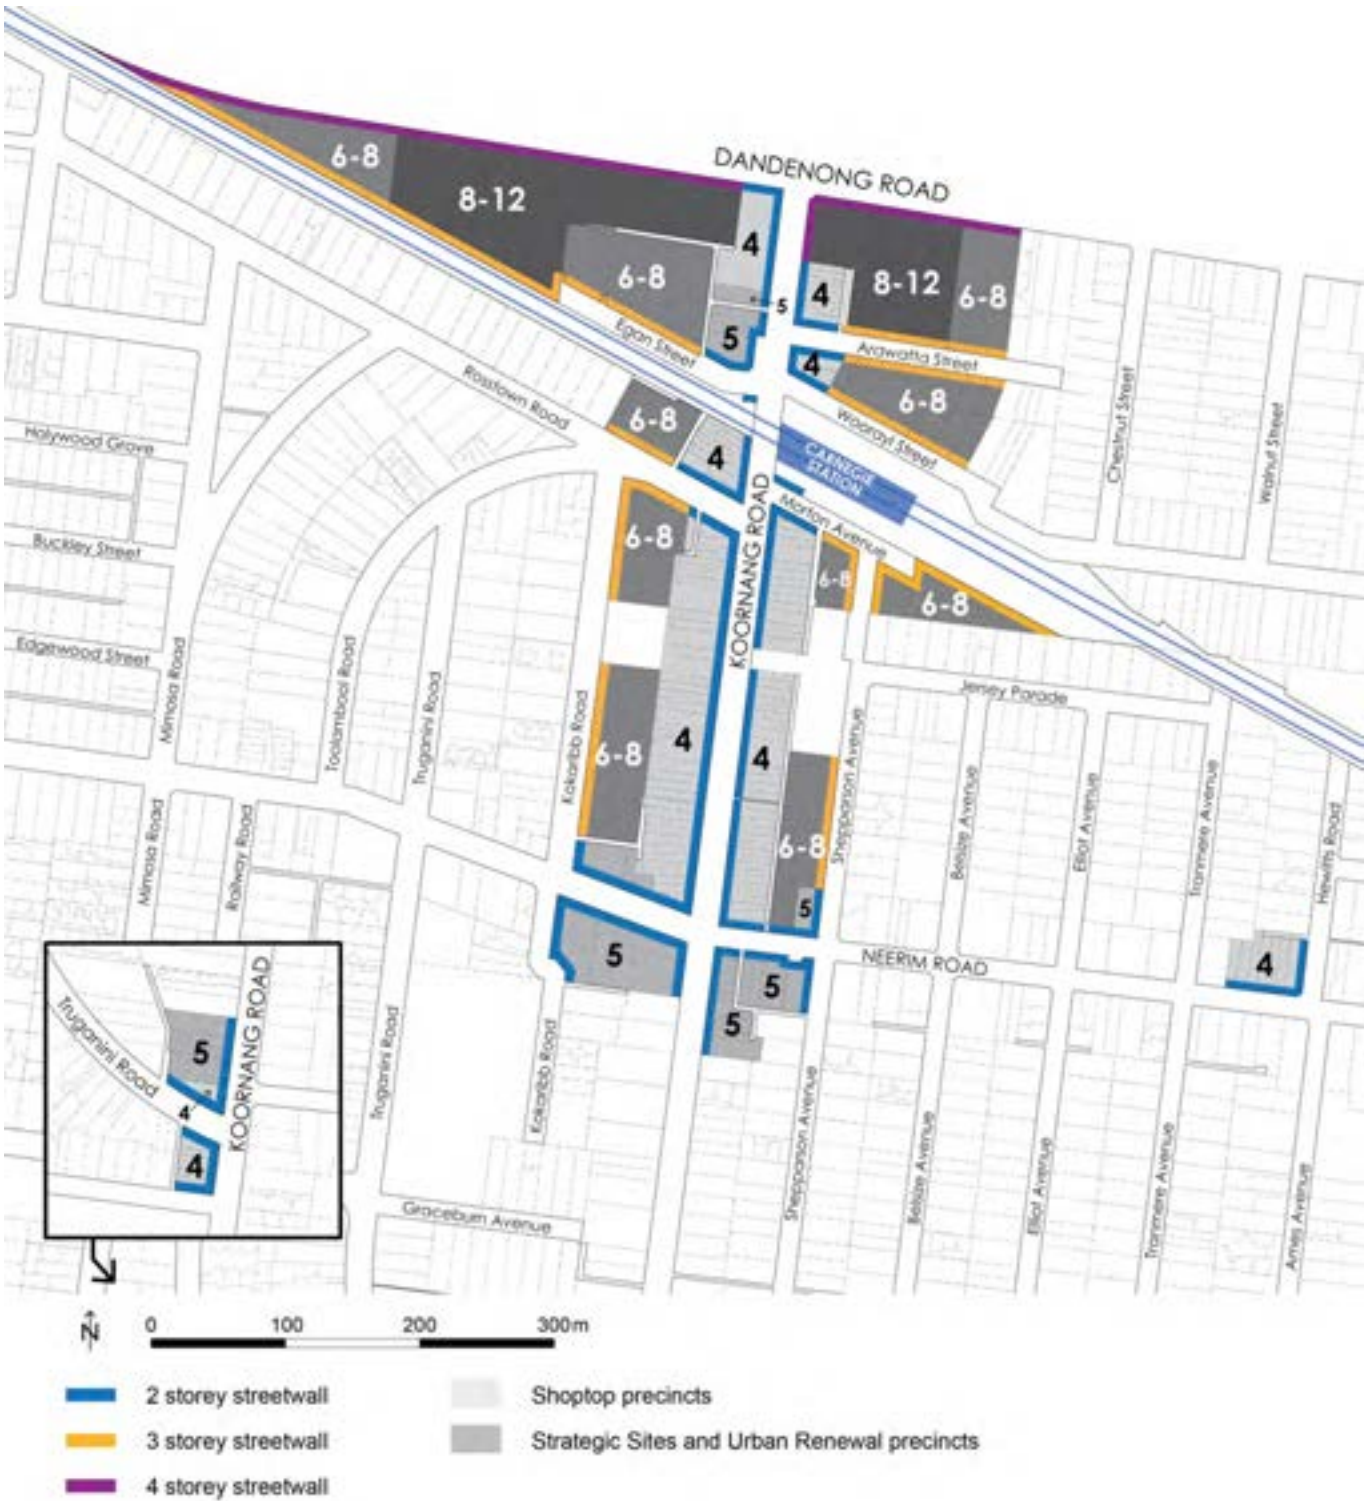 DANDENONG ROAD
6-8
8-12
4
6-8
5
5
4
8-12
6-8
Arawatta Street
4
6-8
Egan Street
Woorayl Street
Rosstown Road
6-8
4
CARNEGIE
STATION
Morton Avenue
KOORNANG ROAD
Chestnut Street
Walnut Street
Holywood Grove
Buckley Street
Edgewood Street
6-8
6-8
6-8
Jersey Parade
Mimosa Road
Toolambool Road
Truganini Road
Kokaribb Road
6-8
4
4
6-8
5
Shepparson Avenue
Belsize Avenue
Elliot Avenue
Tranmere Avenue
Hewitts Road
Mimosa Road
Railway Road
NEERIM ROAD
5
5
5
4
Truganini Road
Kokaribb Road
Shepparson Avenue
Belsize Avenue
Elliot Avenue
Tranmere Avenue
Ames Avenue
Graceburn Avenue
Truganini Road
KOORNANG ROAD
5
4
4
N
0 100 200 300m
2 storey streetwall
3 storey streetwall
4 storey streetwall
Shoptop precincts
Strategic Sites and Urban Renewal precincts